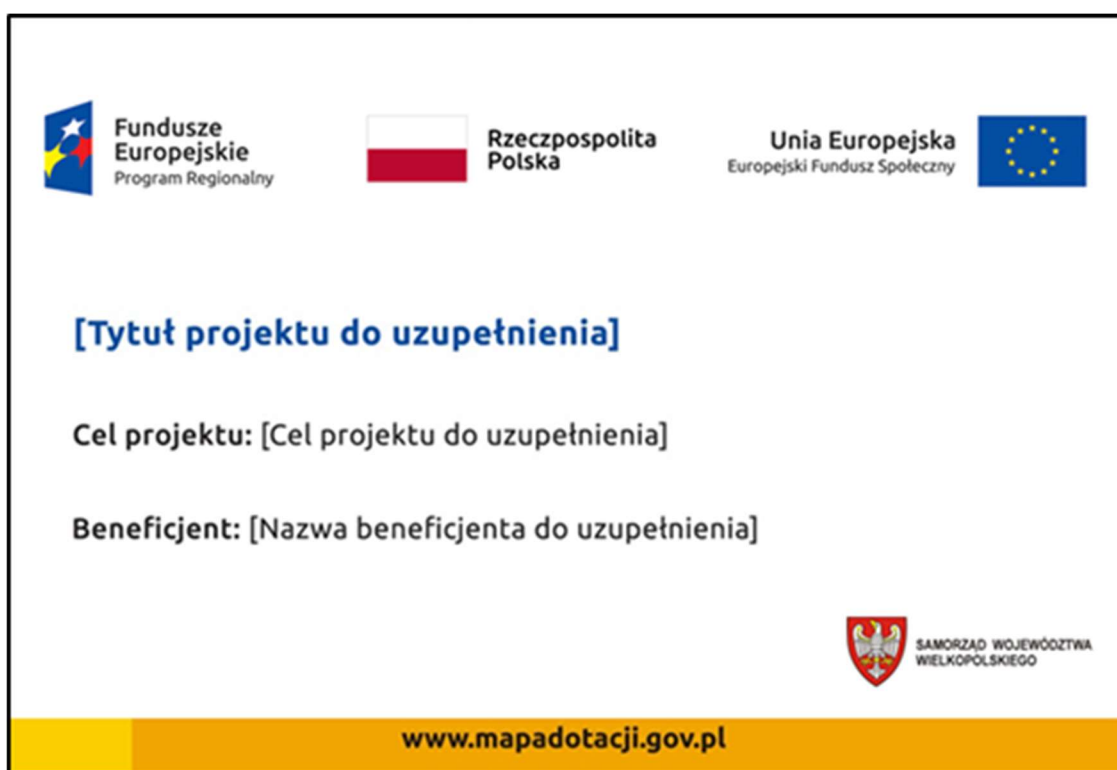 Fundusze
Europejskie
Program Regionalny
Rzeczpospolita
Polska
Unia Europejska
Europejski Fundusz Społeczny
[Tytuł projektu do uzupełnienia]
Cel projektu: [Cel projektu do uzupełnienia]
Beneficjent: [Nazwa beneficjenta do uzupełnienia]
SAMORZĄD WOJEWÓDZTWA
WIELKOPOLSKIEGO
www.mapadotacji.gov.pl